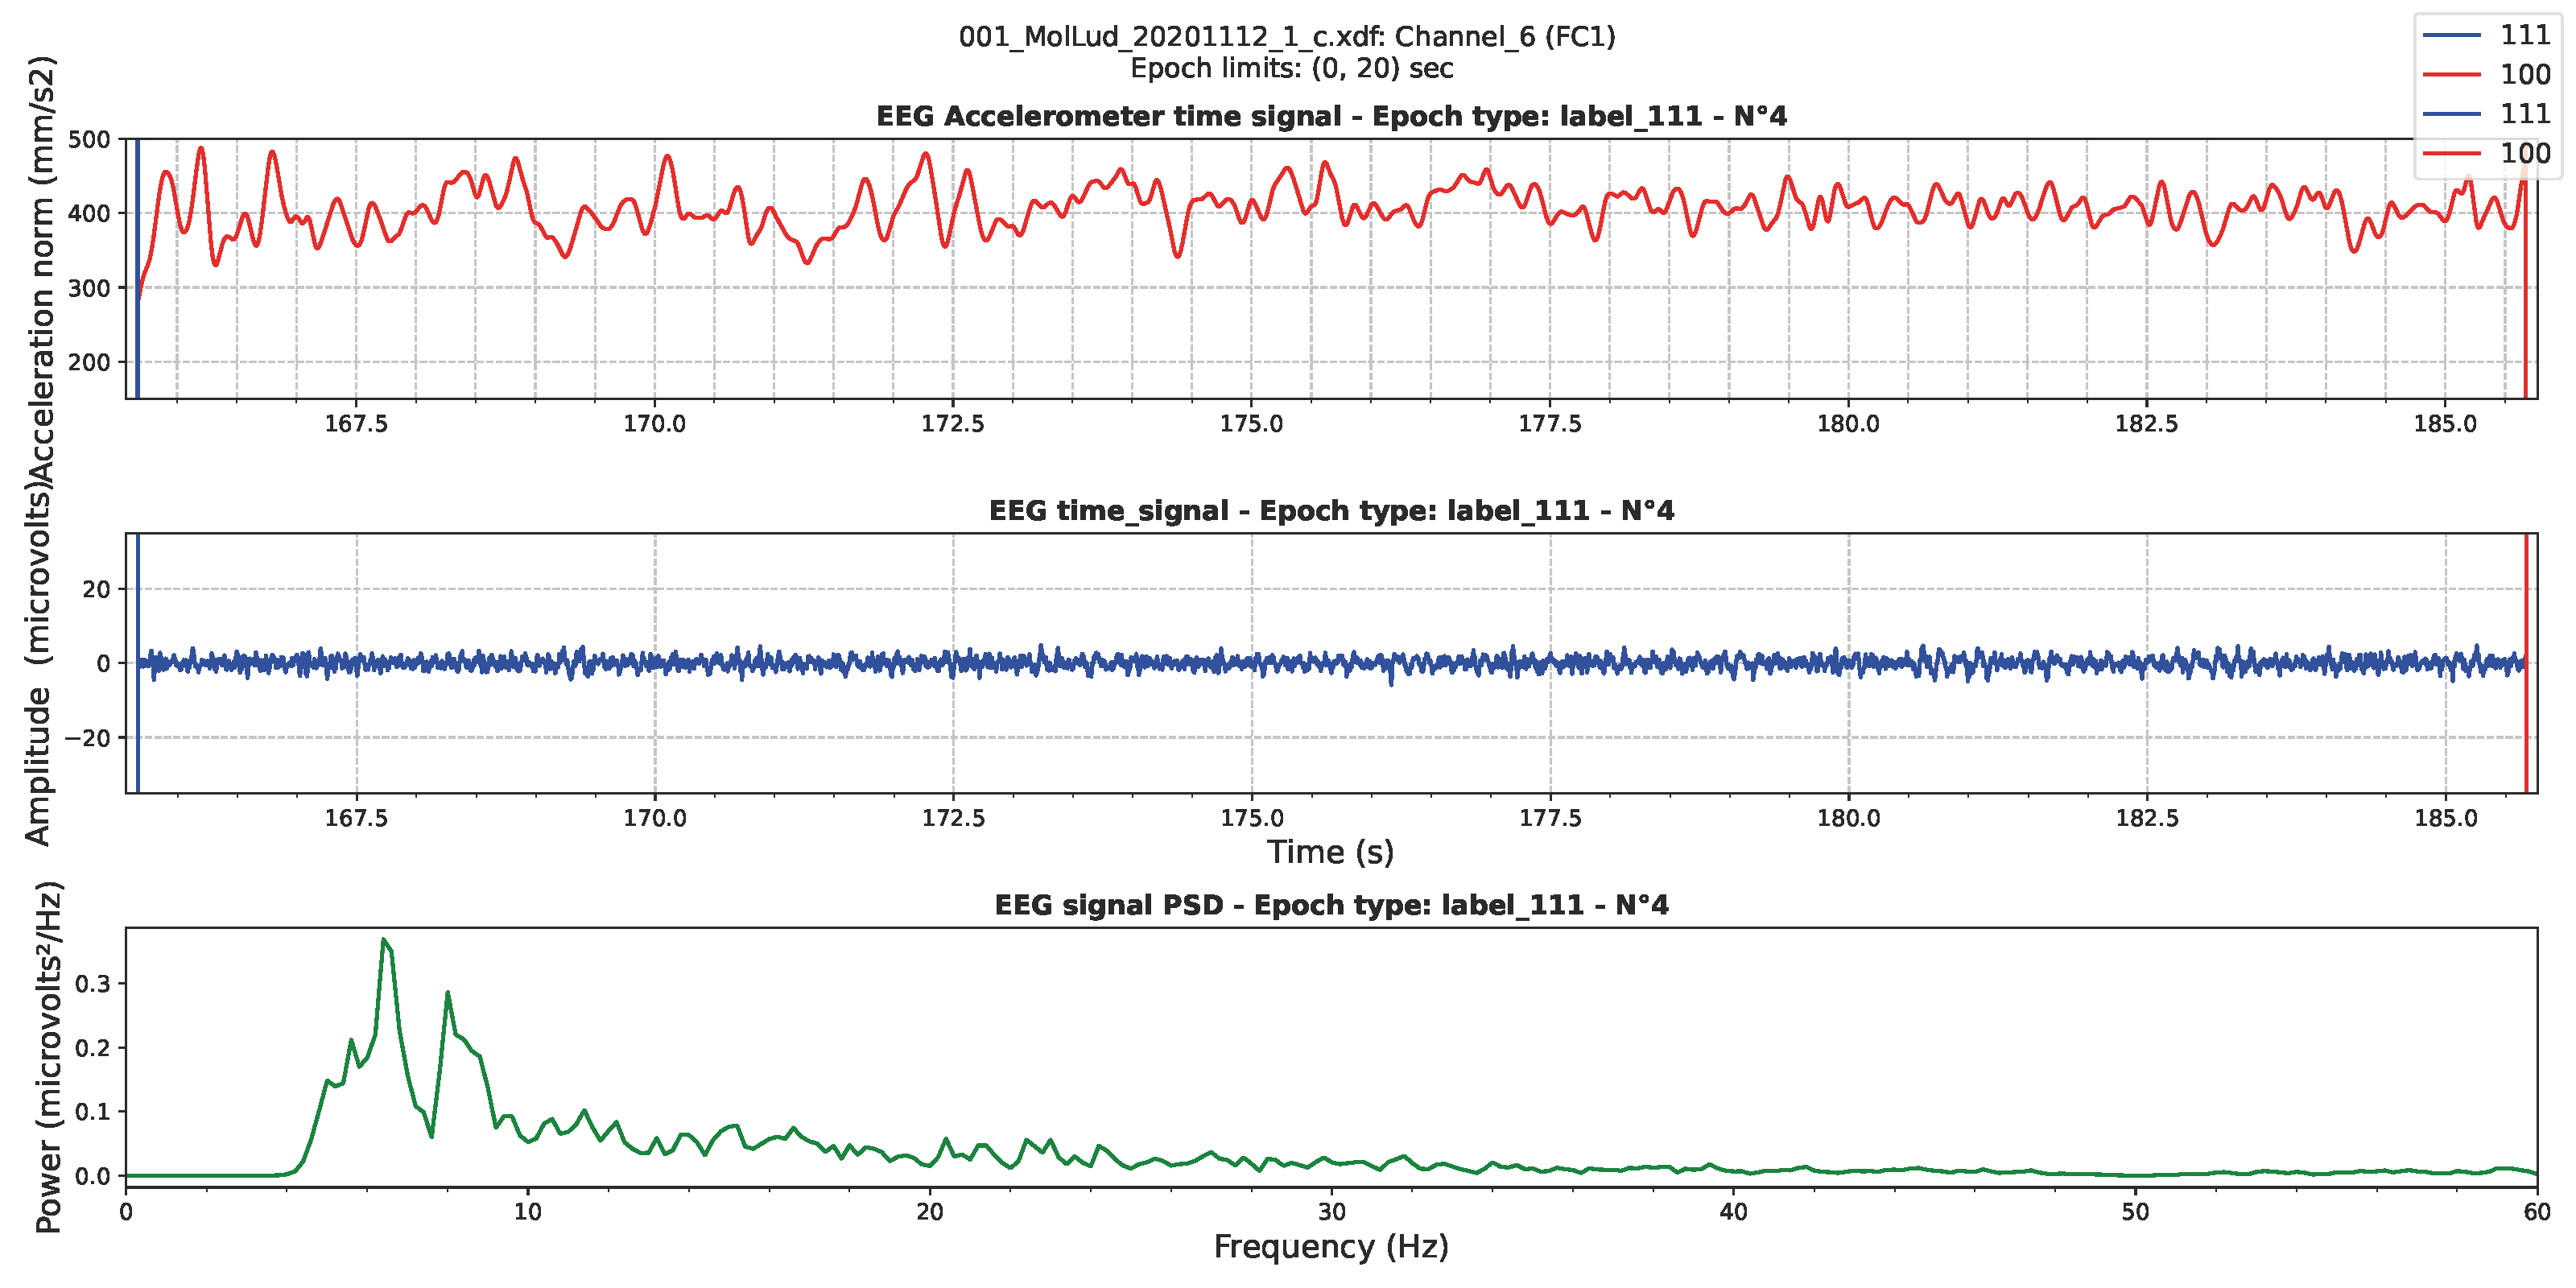 001_MolLud_20201112_1_c.xdf: Channel_6 (FC1)
Epoch limits: (0, 20) sec
111
100
111
100
EEG Accelerometer time signal - Epoch type: label_111 - N°4
Acceleration norm (mm/s2)
500
400
300
200
167.5 170.0 172.5 175.0 177.5 180.0 182.5 185.0
EEG time_signal - Epoch type: label_111 - N°4
Amplitude (microvolts)
20
0
−20
167.5 170.0 172.5 175.0 177.5 180.0 182.5 185.0
Time (s)
EEG signal PSD - Epoch type: label_111 - N°4
Power (microvolts²/Hz)
0.3
0.2
0.1
0.0
0 10 20 30 40 50 60
Frequency (Hz)